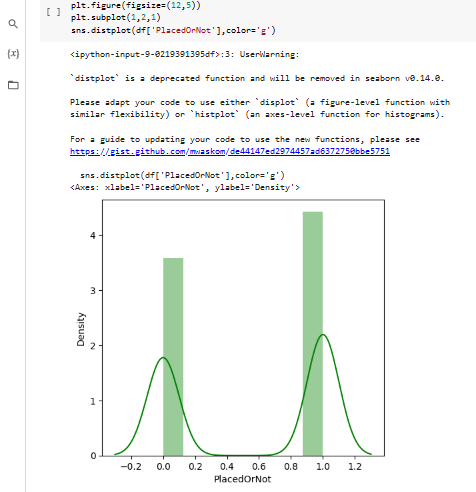 plt.figure(figsize=(12,5))
[ ] plt.subplot(1,2,1)
sns.distplot(df['PlacedOrNot'],color='g')
{x}
<ipython-input-9-0219391395df>:3: UserWarning:
`distplot` is a deprecated function and will be removed in seaborn v0.14.0.
Please adapt your code to use either `displot` (a figure-level function with
similar flexibility) or `histplot` (an axes-level function for histograms).
For a guide to updating your code to use the new functions, please see
https://gist.github.com/mwaskom/de44147ed2974457ad6372750bbe5751
sns.distplot(df['PlacedOrNot'],color='g')
<Axes: xlabel='PlacedOrNot', ylabel='Density'>
4
3
2
1
0
Density
−0.2 0.0 0.2 0.4 0.6 0.8 1.0 1.2
PlacedOrNot